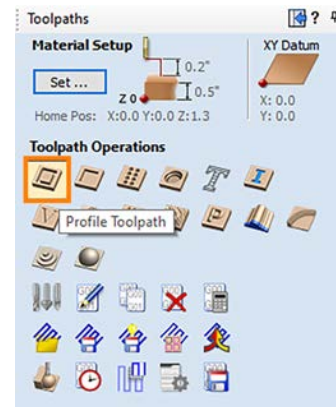 Toolpaths
?
Material Setup
XY Datum
0.2"
Set ...
0.5"
Z 0
X: 0.0
Home Pos: X:0.0 Y:0.0 Z:1.3
Y: 0.0
Toolpath Operations
Profile Toolpath